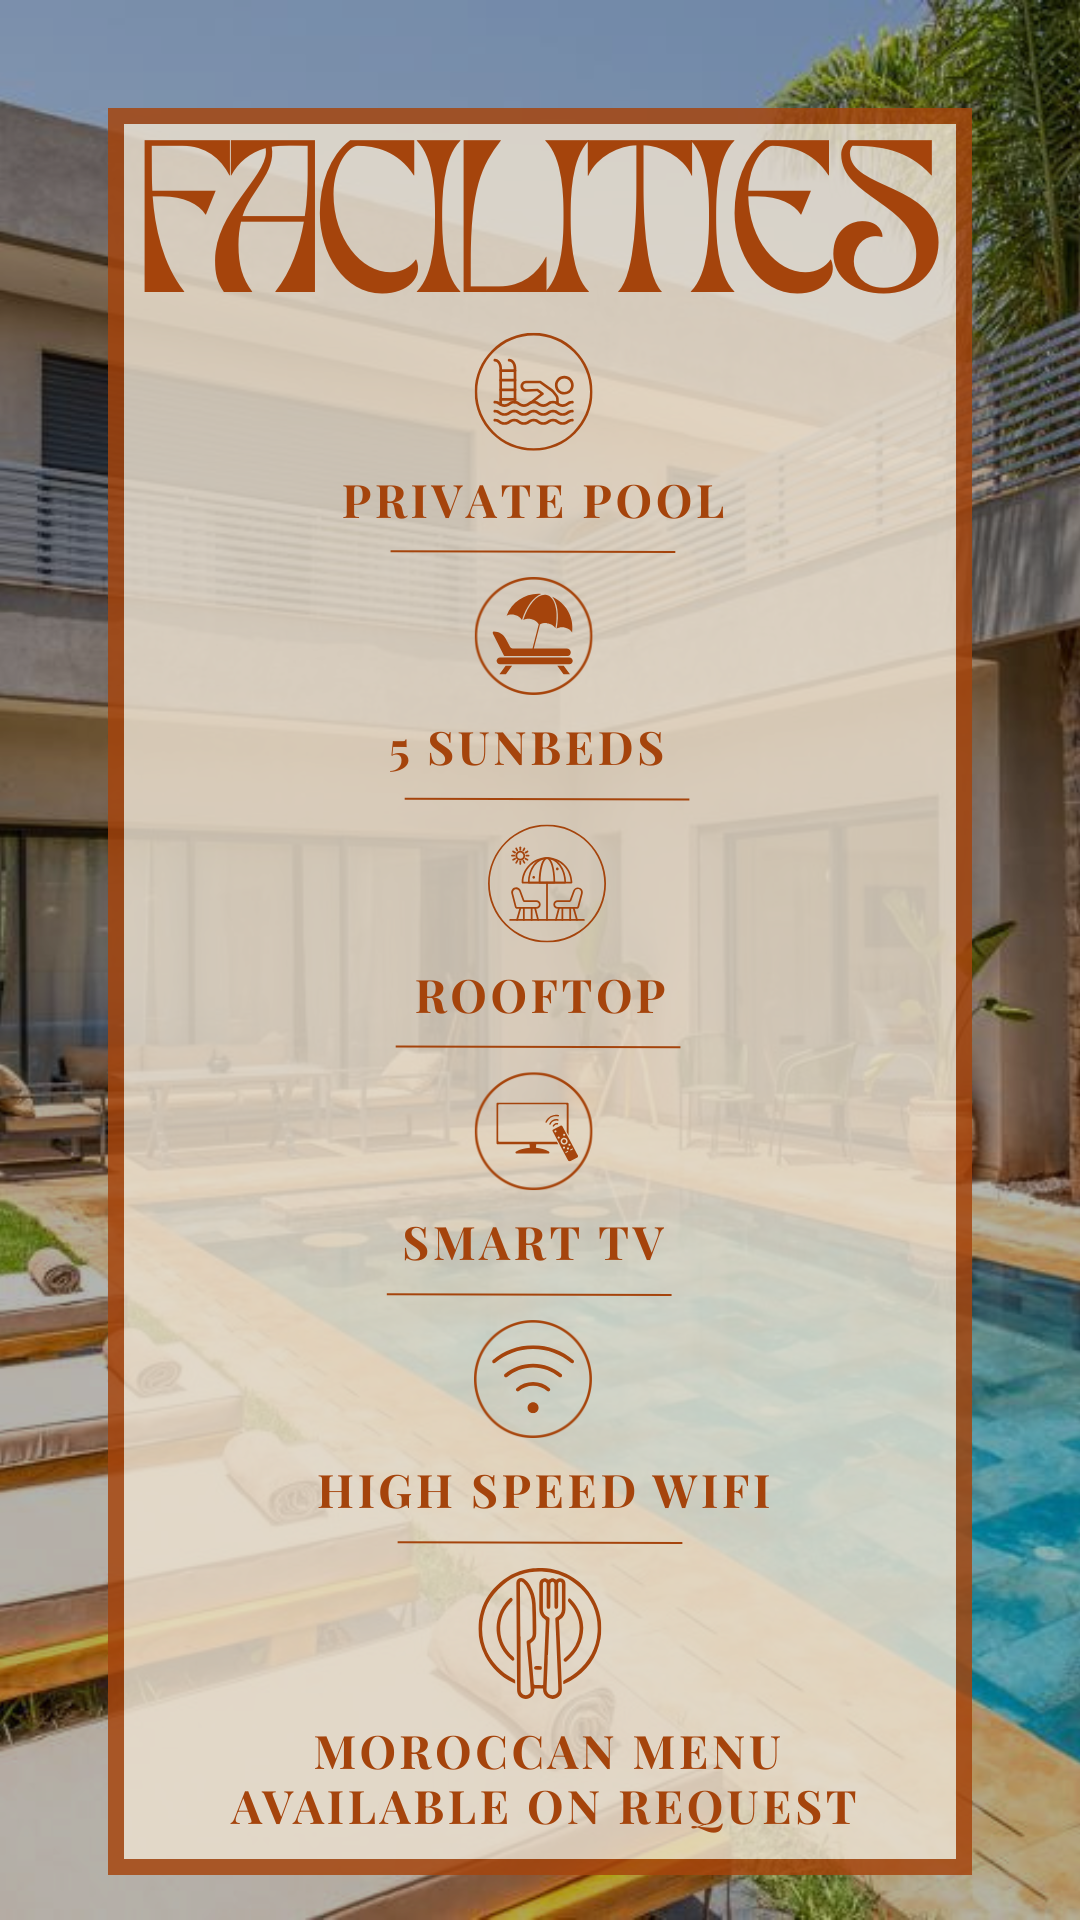 FACILITIES
PRIVATE POOL
5 SUNBEDS
ROOFTOP
SMART TV
HIGH SPEED WIFI
MOROCCAN MENU
AVAILABLE ON REQUEST